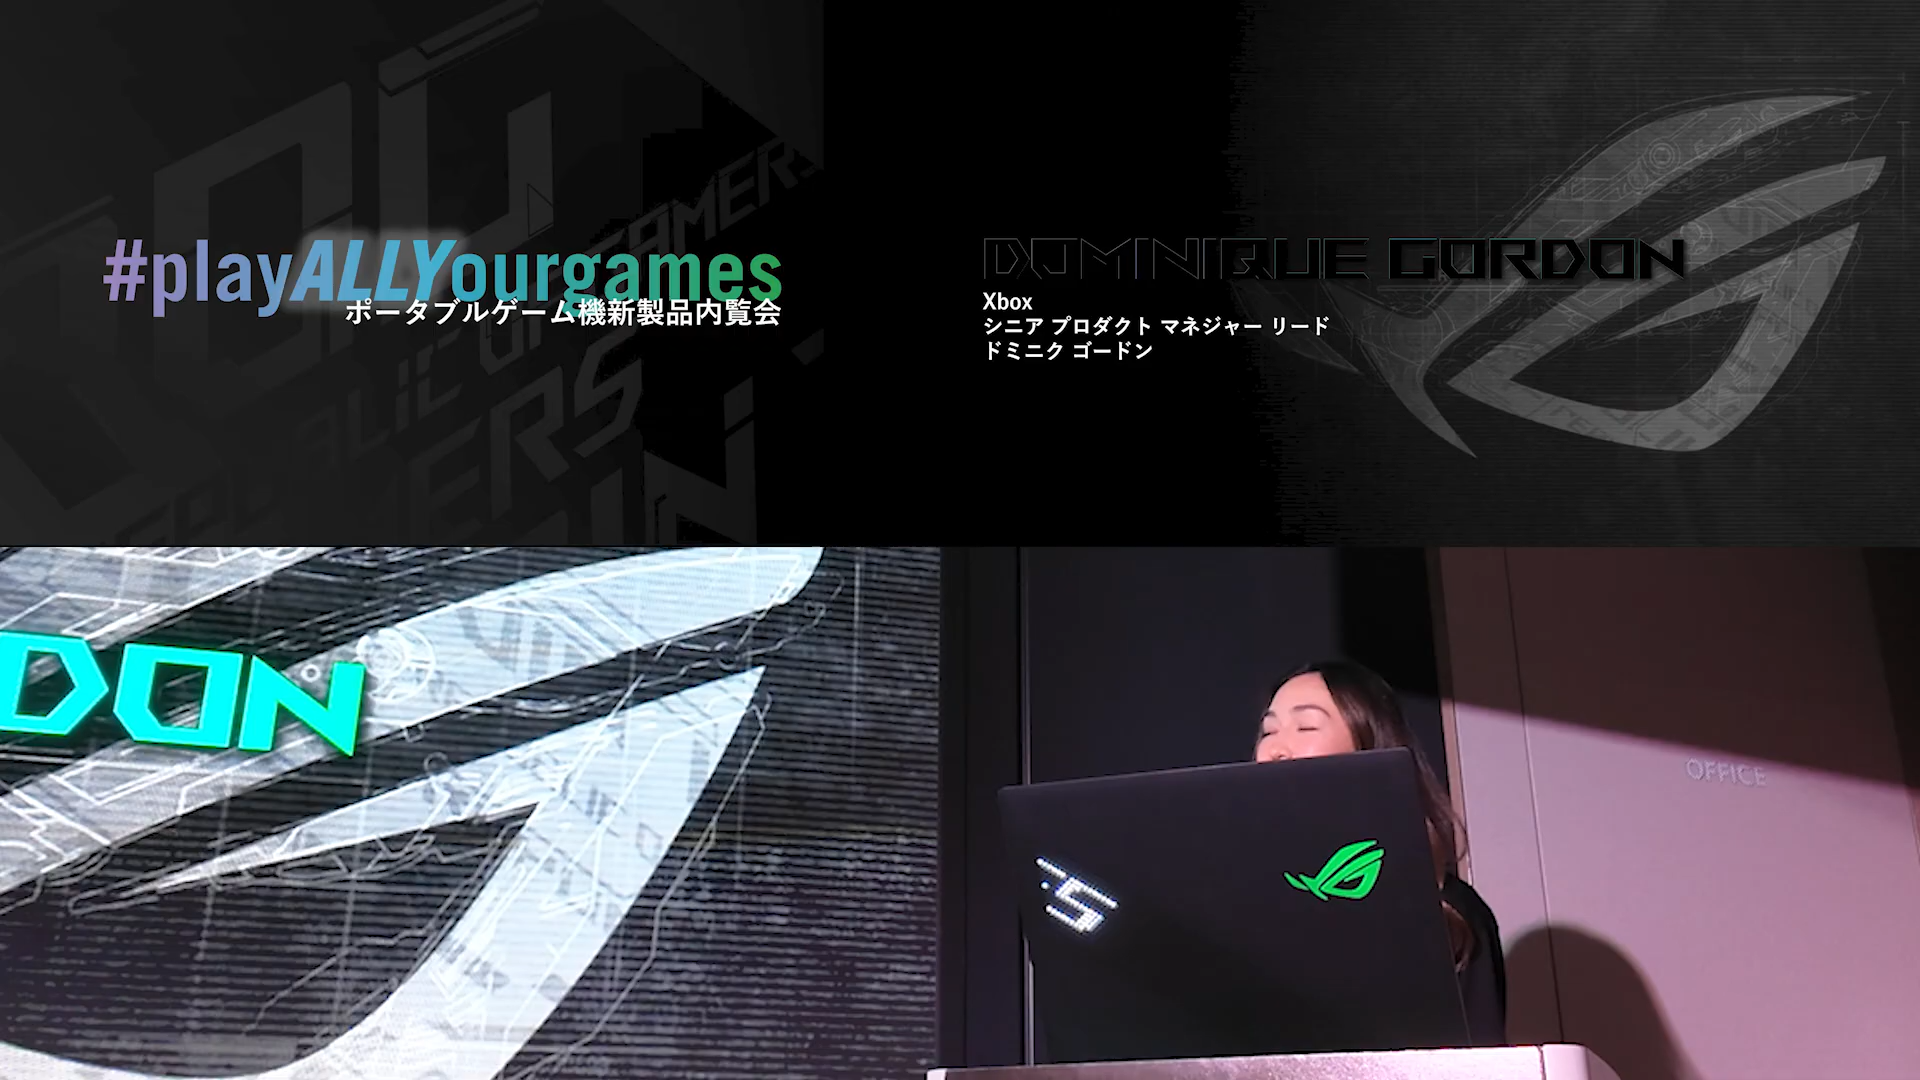 #playALLYourgames
ポータブルゲーム機新製品内覧会
DOMINIQUE GORDON
Xbox
シニア プロダクト マネジャー リード
ドミニク ゴードン
GAMERS
DON
OFFICE